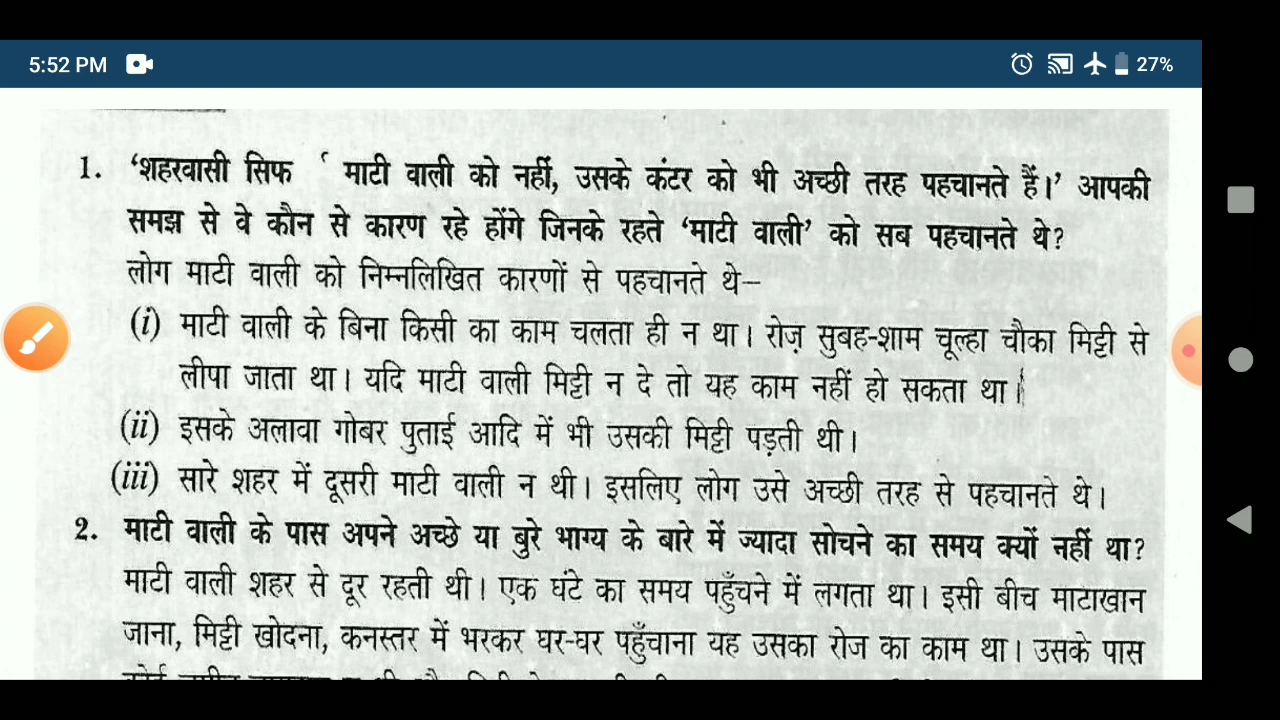 5:52 PM
27%
1. ‘शहरवासी सिफ र् माटी वाली को नहीं, उसके कंटर को भी अच्छी तरह पहचानते हैं।’ आपकी
समझ से वे कौन से कारण रहे होंगे जिनके रहते ‘माटी वाली’ को सब पहचानते थे?
लोग माटी वाली को निम्नलिखित कारणों से पहचानते थे–
(i) माटी वाली के बिना किसी का काम चलता ही न था। रोज़ सुबह-शाम चूल्हा चौका मिट्टी से
लीपा जाता था। यदि माटी वाली मिट्टी न दे तो यह काम नहीं हो सकता था।
(ii) इसके अलावा गोबर पुताई आदि में भी उसकी मिट्टी पड़ती थी।
(iii) सारे शहर में दूसरी माटी वाली न थी। इसलिए लोग उसे अच्छी तरह से पहचानते थे।
2. माटी वाली के पास अपने अच्छे या बुरे भाग्य के बारे में ज्यादा सोचने का समय क्यों नहीं था?
माटी वाली शहर से दूर रहती थी। एक घंटे का समय पहुँचने में लगता था। इसी बीच माटाखान
जाना, मिट्टी खोदना, कनस्तर में भरकर घर-घर पहुँचाना यह उसका रोज का काम था। उसके पास